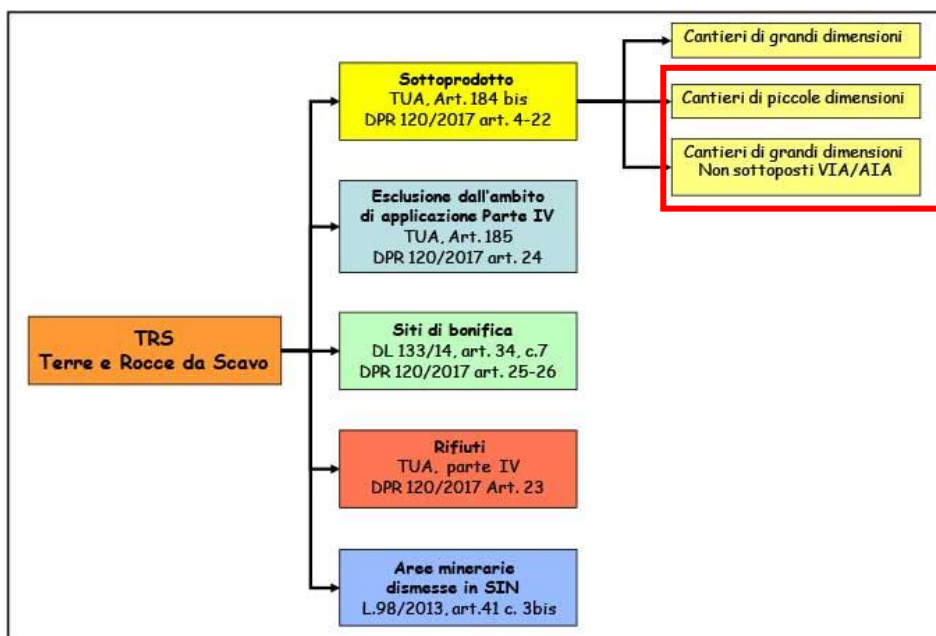 TRS
Terre e Rocce da Scavo
Sottoprodotto
TUA, Art. 184 bis
DPR 120/2017 art. 4-22
Cantieri di grandi dimensioni
Cantieri di piccole dimensioni
Cantieri di grandi dimensioni
Non sottoposti VIA/AIA
Esclusione dall'ambito
di applicazione Parte IV
TUA, Art. 185
DPR 120/2017 art. 24
Siti di bonifica
DL 133/14, art. 34, c.7
DPR 120/2017 art. 25-26
Rifiuti
TUA, parte IV
DPR 120/2017 Art. 23
Aree minerarie
dismesse in SIN
L.98/2013, art.41 c. 3bis